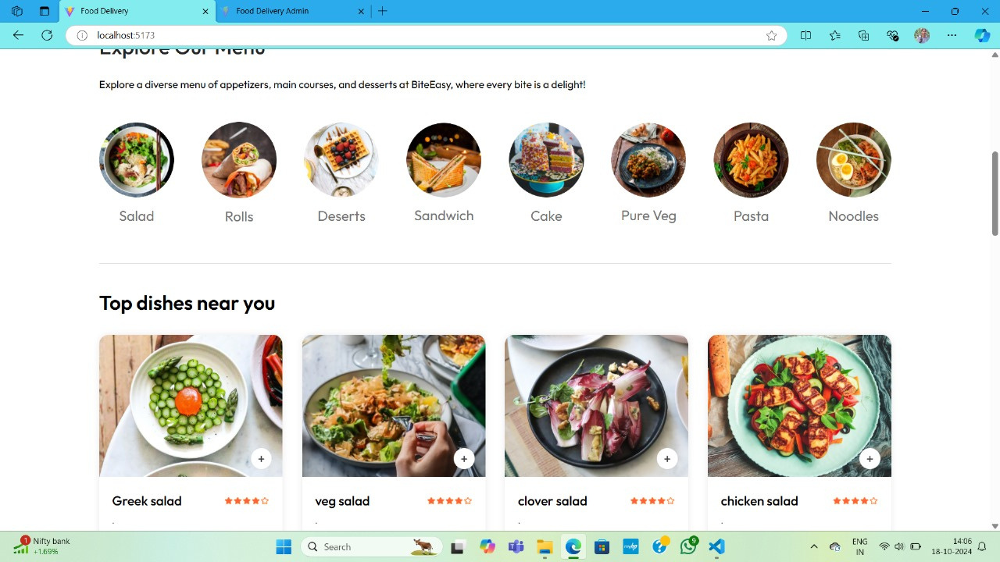 Food Delivery
Food Delivery Admin
localhost:5173
Explore Our Menu
Explore a diverse menu of appetizers, main courses, and desserts at BiteEasy, where every bite is a delight!
Salad
Rolls
Deserts
Sandwich
Cake
Pure Veg
Pasta
Noodles
Top dishes near you
Greek salad
veg salad
clover salad
chicken salad
1
Nifty bank
+1.69%
Search
hp
9
ENG
IN
14:06
18-10-2024